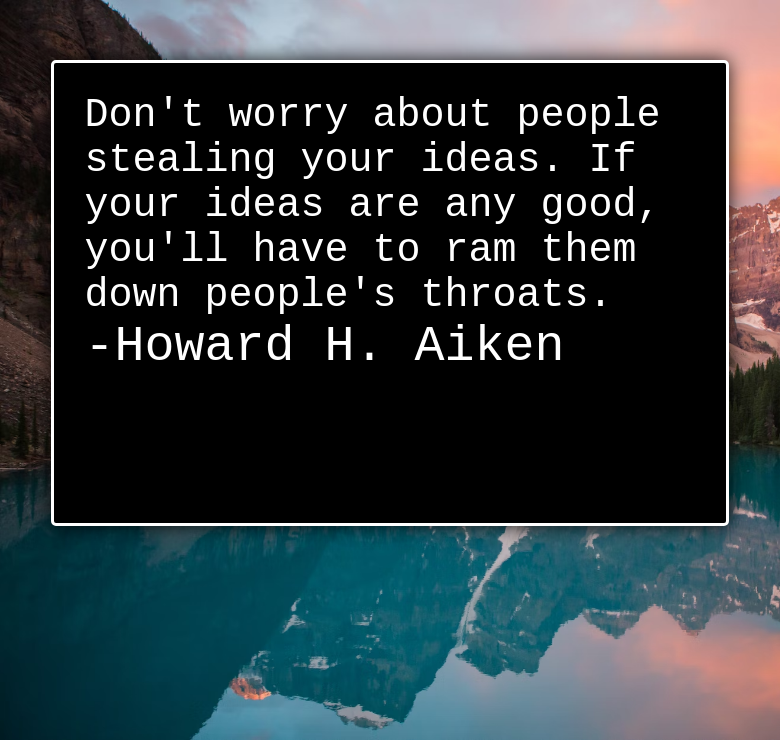 Don't worry about people
stealing your ideas. If
your ideas are any good,
you'll have to ram them
down people's throats.
-Howard H. Aiken